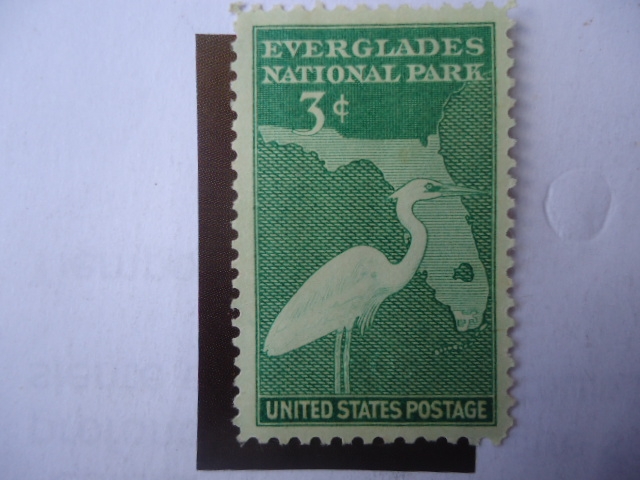 EVERGLADES
NATIONAL PARK
3¢
UNITED STATES POSTAGE